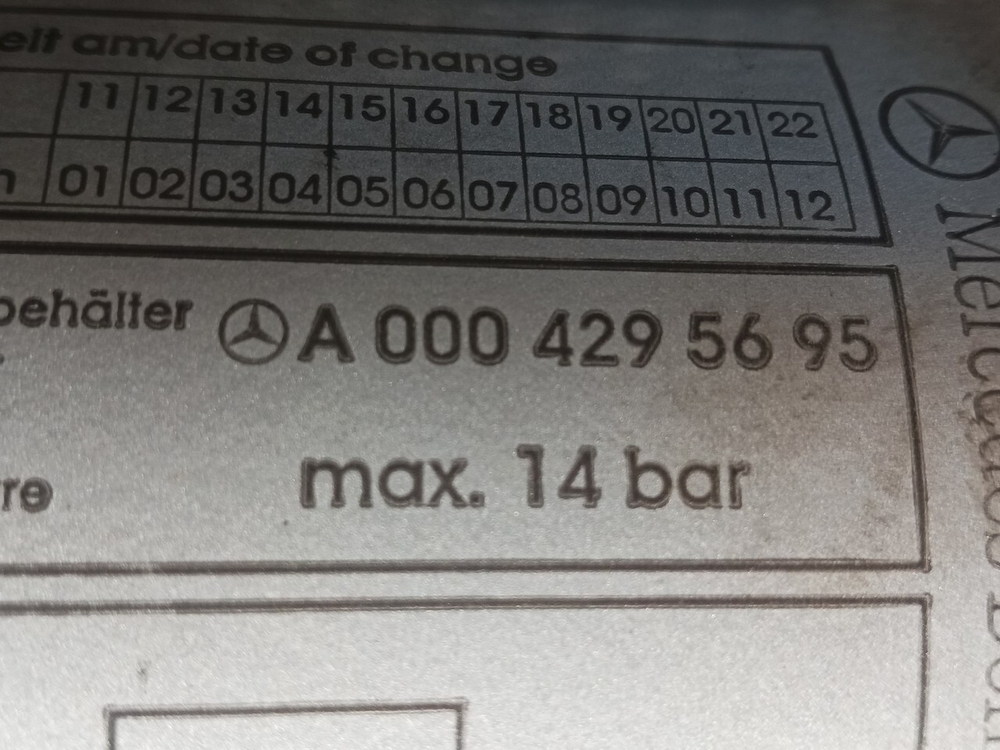 elt am/date of change
11 12 13 14 15 16 17 18 19 20 21 22
01 02 03 04 05 06 07 08 09 10 11 12
behälter A 000 429 56 95
max. 14 bar